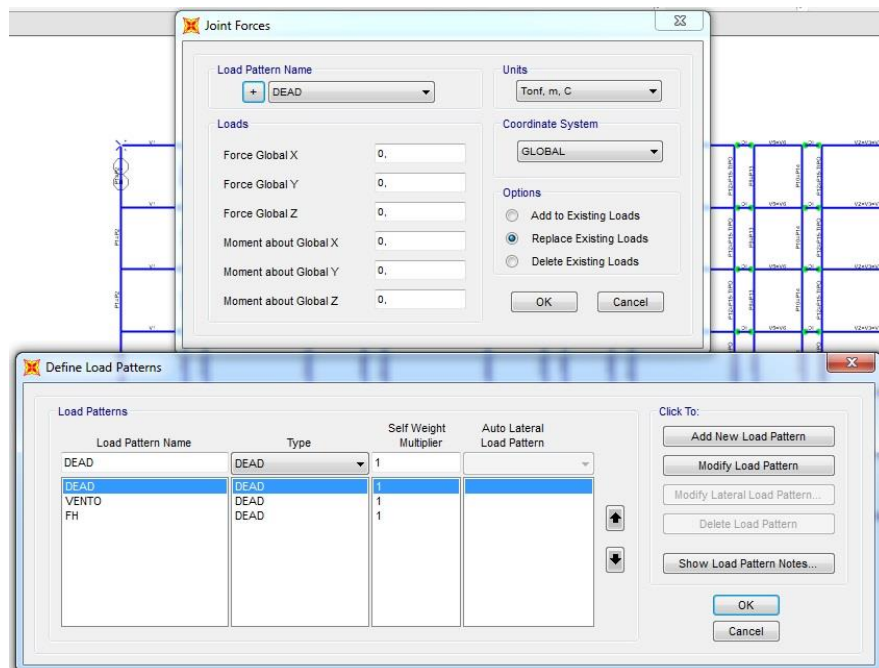 Joint Forces
Load Pattern Name
+ DEAD
Units
Tonf, m, C
Loads
Force Global X 0,
Force Global Y 0,
Force Global Z 0,
Moment about Global X 0,
Moment about Global Y 0,
Moment about Global Z 0,
Coordinate System
GLOBAL
Options
Add to Existing Loads
Replace Existing Loads
Delete Existing Loads
OK Cancel
Define Load Patterns
Load Patterns
Load Pattern Name Type Self Weight Multiplier Auto Lateral Load Pattern
DEAD DEAD 1
DEAD DEAD 1
VENTO DEAD 1
FH DEAD 1
Click To:
Add New Load Pattern
Modify Load Pattern
Modify Lateral Load Pattern...
Delete Load Pattern
Show Load Pattern Notes...
OK
Cancel